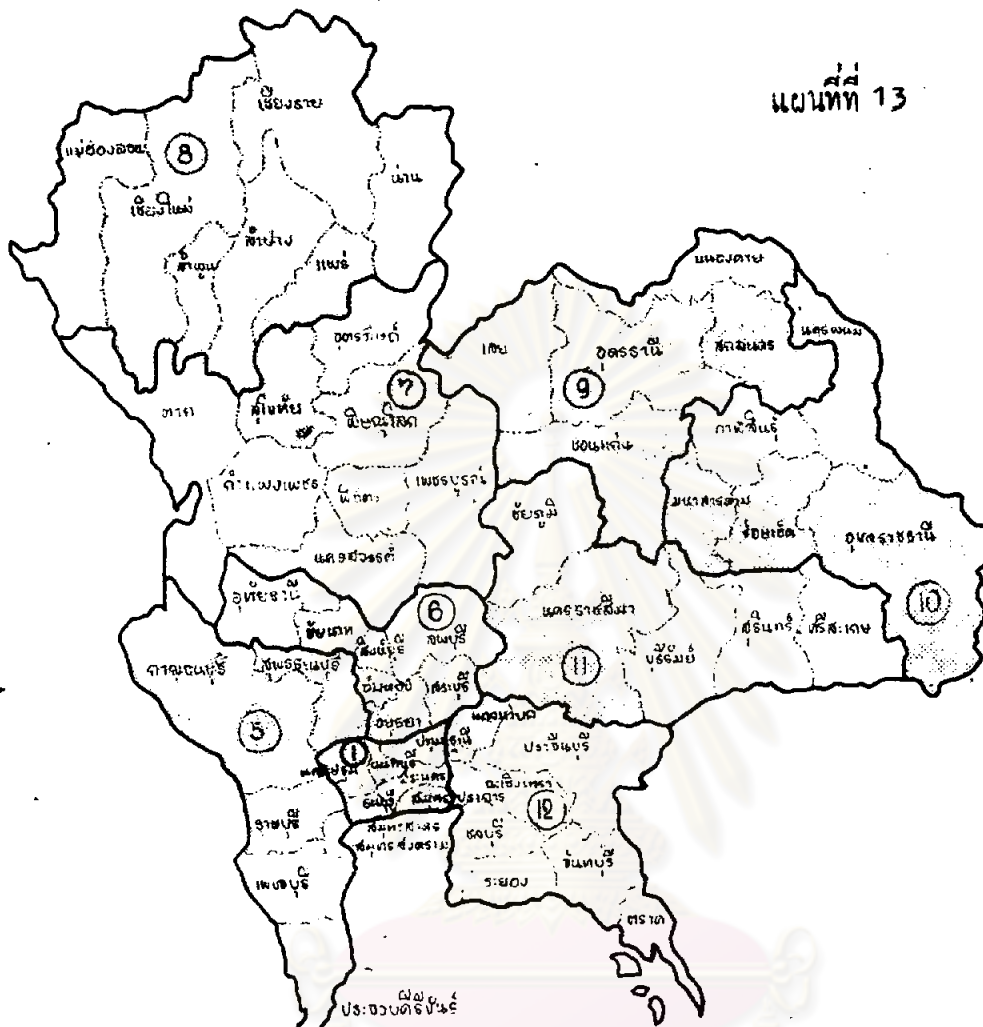 แผนที่ที่ 13
เชียงราย
แม่ฮ่องสอน
8
น่าน
เชียงใหม่
ลำปาง
ลำพูน
แพร่
หนองคาย
อุตรดิตถ์
เลย
อุดรธานี
สกลนคร
นครพนม
7
9
ตาก
สุโขทัย
พิษณุโลก
ขอนแก่น
กาฬสินธุ์
กำแพงเพชร
พิจิตร
เพชรบูรณ์
ชัยภูมิ
มหาสารคาม
ร้อยเอ็ด
อุบลราชธานี
นครสวรรค์
อุทัยธานี
6
นครราชสีมา
10
ชัยนาท
สิงห์บุรี
ลพบุรี
สุรินทร์
ศรีสะเกษ
กาญจนบุรี
สุพรรณบุรี
11
บุรีรัมย์
อ่างทอง
สระบุรี
5
อยุธยา
นครนายก
1
ปทุมธานี
ปราจีนบุรี
นครปฐม
นนทบุรี
พระนคร
ฉะเชิงเทรา
ธนบุรี
สมุทรปราการ
12
ราชบุรี
สมุทรสาคร
ชลบุรี
สมุทรสงคราม
จันทบุรี
เพชรบุรี
ระยอง
ตราด
ประจวบคีรีขันธ์